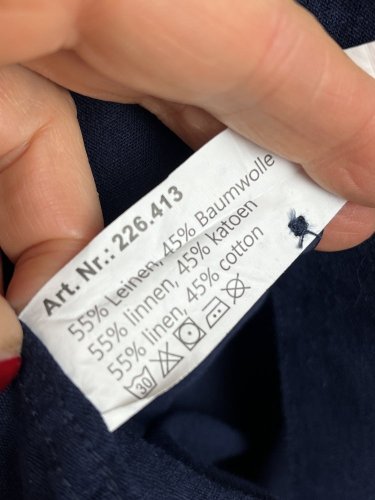 Art. Nr.: 226.413
55% Leinen, 45% Baumwolle
55% linnen, 45% katoen
55% linen, 45% cotton
30